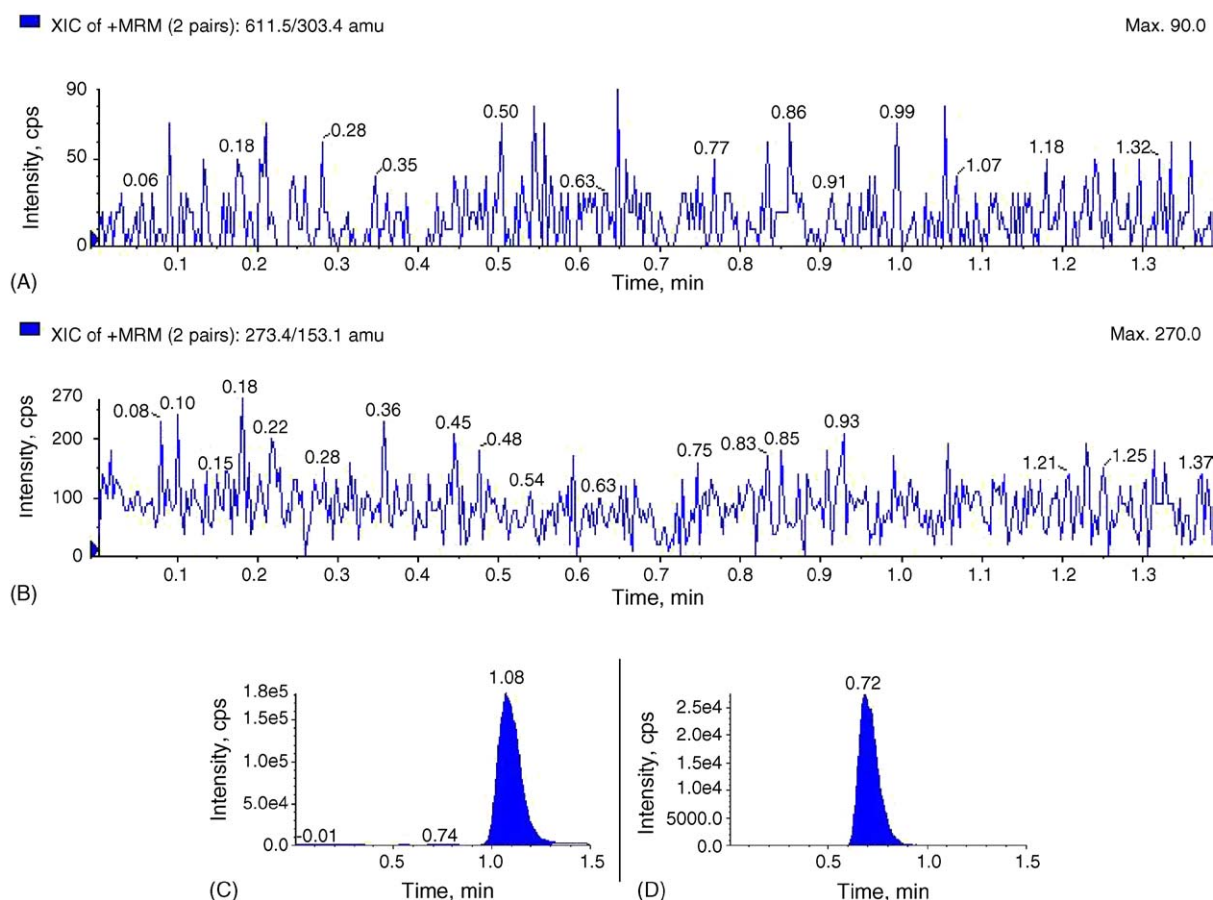 XIC of +MRM (2 pairs): 611.5/303.4 amu Max. 90.0
90
50
0
Intensity, cps
0.06 0.18 0.28 0.35 0.50 0.63 0.77 0.86 0.91 0.99 1.07 1.18 1.32
0.1 0.2 0.3 0.4 0.5 0.6 0.7 0.8 0.9 1.0 1.1 1.2 1.3
Time, min
(A)
XIC of +MRM (2 pairs): 273.4/153.1 amu Max. 270.0
270
200
100
0
Intensity, cps
0.08 0.10 0.15 0.18 0.22 0.28 0.36 0.45 0.48 0.54 0.63 0.75 0.83 0.85 0.93 1.21 1.25 1.37
0.1 0.2 0.3 0.4 0.5 0.6 0.7 0.8 0.9 1.0 1.1 1.2 1.3
Time, min
(B)
1.8e5
1.5e5
1.0e5
5.0e4
0.0
Intensity, cps
-0.01 0.74 1.08
0.5 1.0 1.5
Time, min
(C)
2.5e4
2.0e4
1.5e4
1.0e4
5000.0
0.0
Intensity, cps
0.72
0.5 1.0 1.5
Time, min
(D)